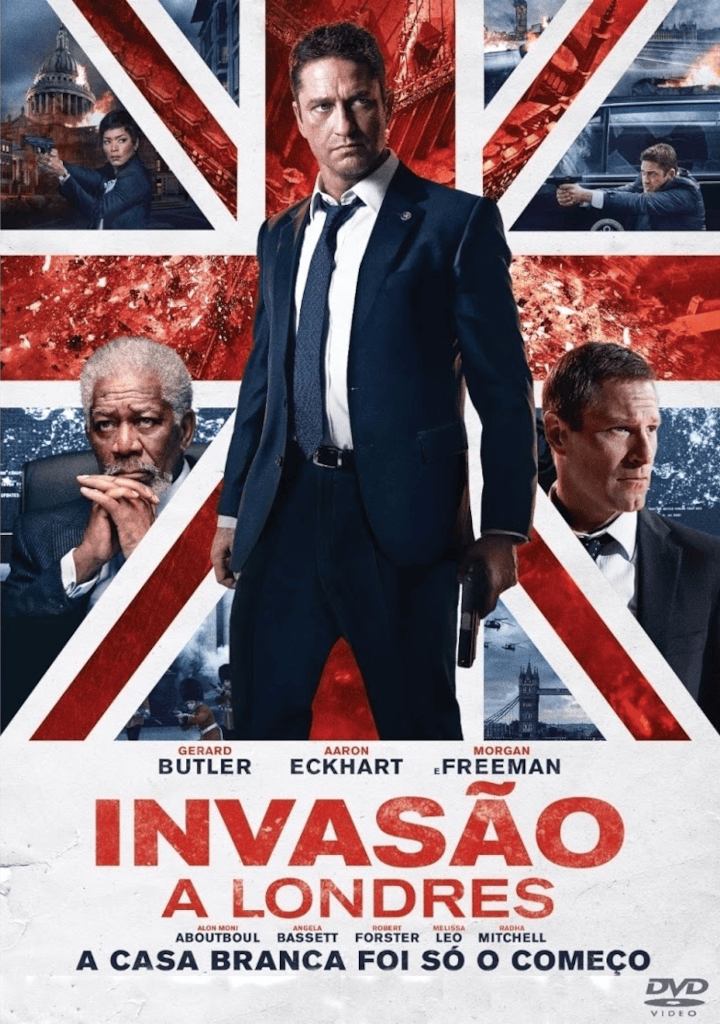 UPDATES
GERARD AARON MORGAN
BUTLER ECKHART E FREEMAN
INVASÃO
A LONDRES
ALON MONI ANGELA ROBERT MELISSA RADHA
ABOUTBOUL BASSETT FORSTER LEO MITCHELL
A CASA BRANCA FOI SÓ O COMEÇO
DVD
VIDEO